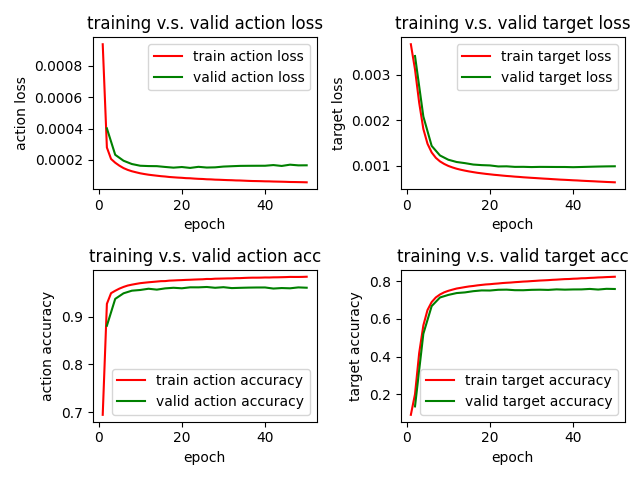 training v.s. valid action loss
action loss
0.0008
0.0006
0.0004
0.0002
train action loss
valid action loss
0
20
40
epoch
training v.s. valid target loss
target loss
0.003
0.002
0.001
train target loss
valid target loss
0
20
40
epoch
training v.s. valid action acc
action accuracy
0.9
0.8
0.7
train action accuracy
valid action accuracy
0
20
40
epoch
training v.s. valid target acc
target accuracy
0.8
0.6
0.4
0.2
train target accuracy
valid target accuracy
0
20
40
epoch